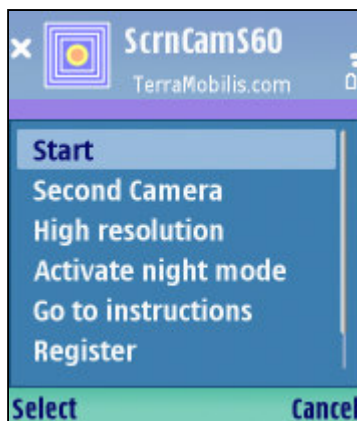 ScrnCamS60
TerraMobilis.com
Start
Second Camera
High resolution
Activate night mode
Go to instructions
Register
Select Cancel